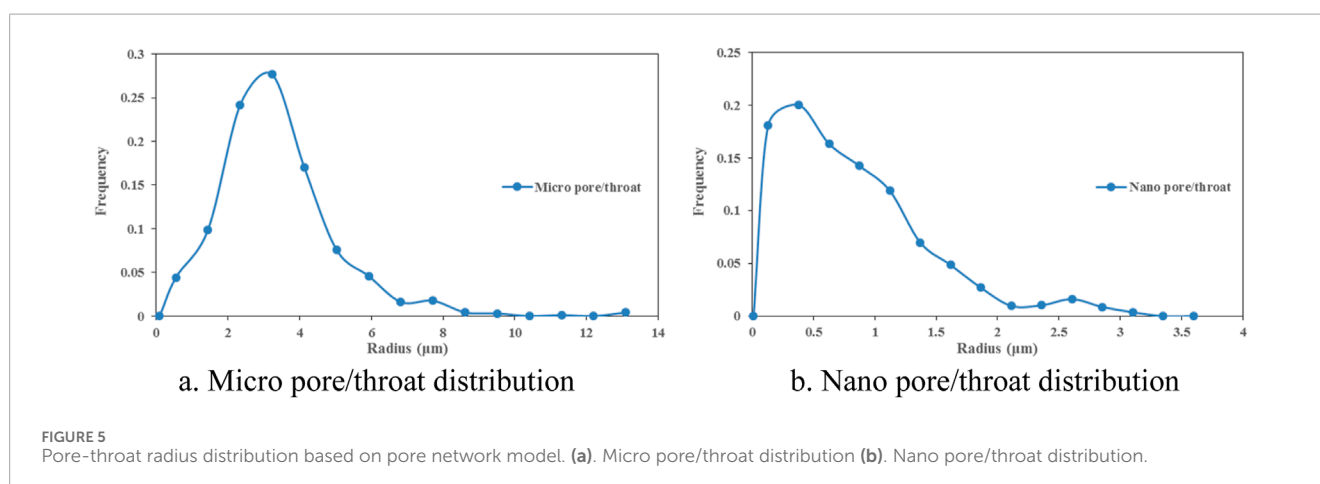 0.3
0.25
0.2
0.15
0.1
0.05
0
Frequency
Micro pore/throat
0 2 4 6 8 10 12 14
Radius (μm)
a. Micro pore/throat distribution
0.25
0.2
0.15
0.1
0.05
0
Frequency
Nano pore/throat
0 0.5 1 1.5 2 2.5 3 3.5 4
Radius (μm)
b. Nano pore/throat distribution
FIGURE 5
Pore-throat radius distribution based on pore network model. (a). Micro pore/throat distribution (b). Nano pore/throat distribution.